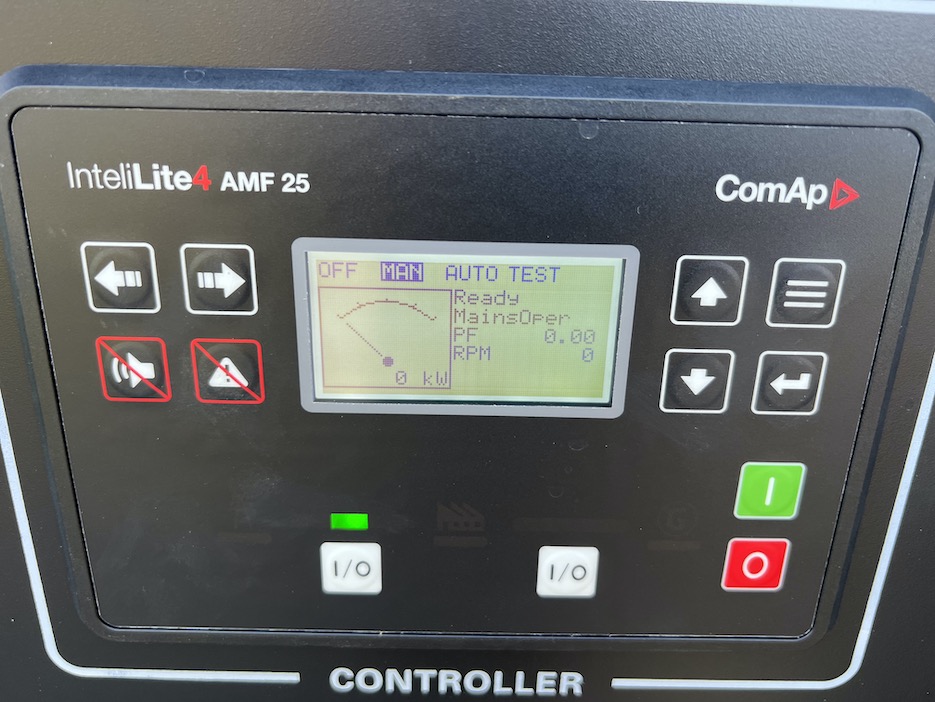 InteliLite4 AMF 25
ComAp
OFF MAN AUTO TEST
Ready
MainsOper
PF 0.00
RPM 0
0 kW
I
I/O
I/O
O
CONTROLLER